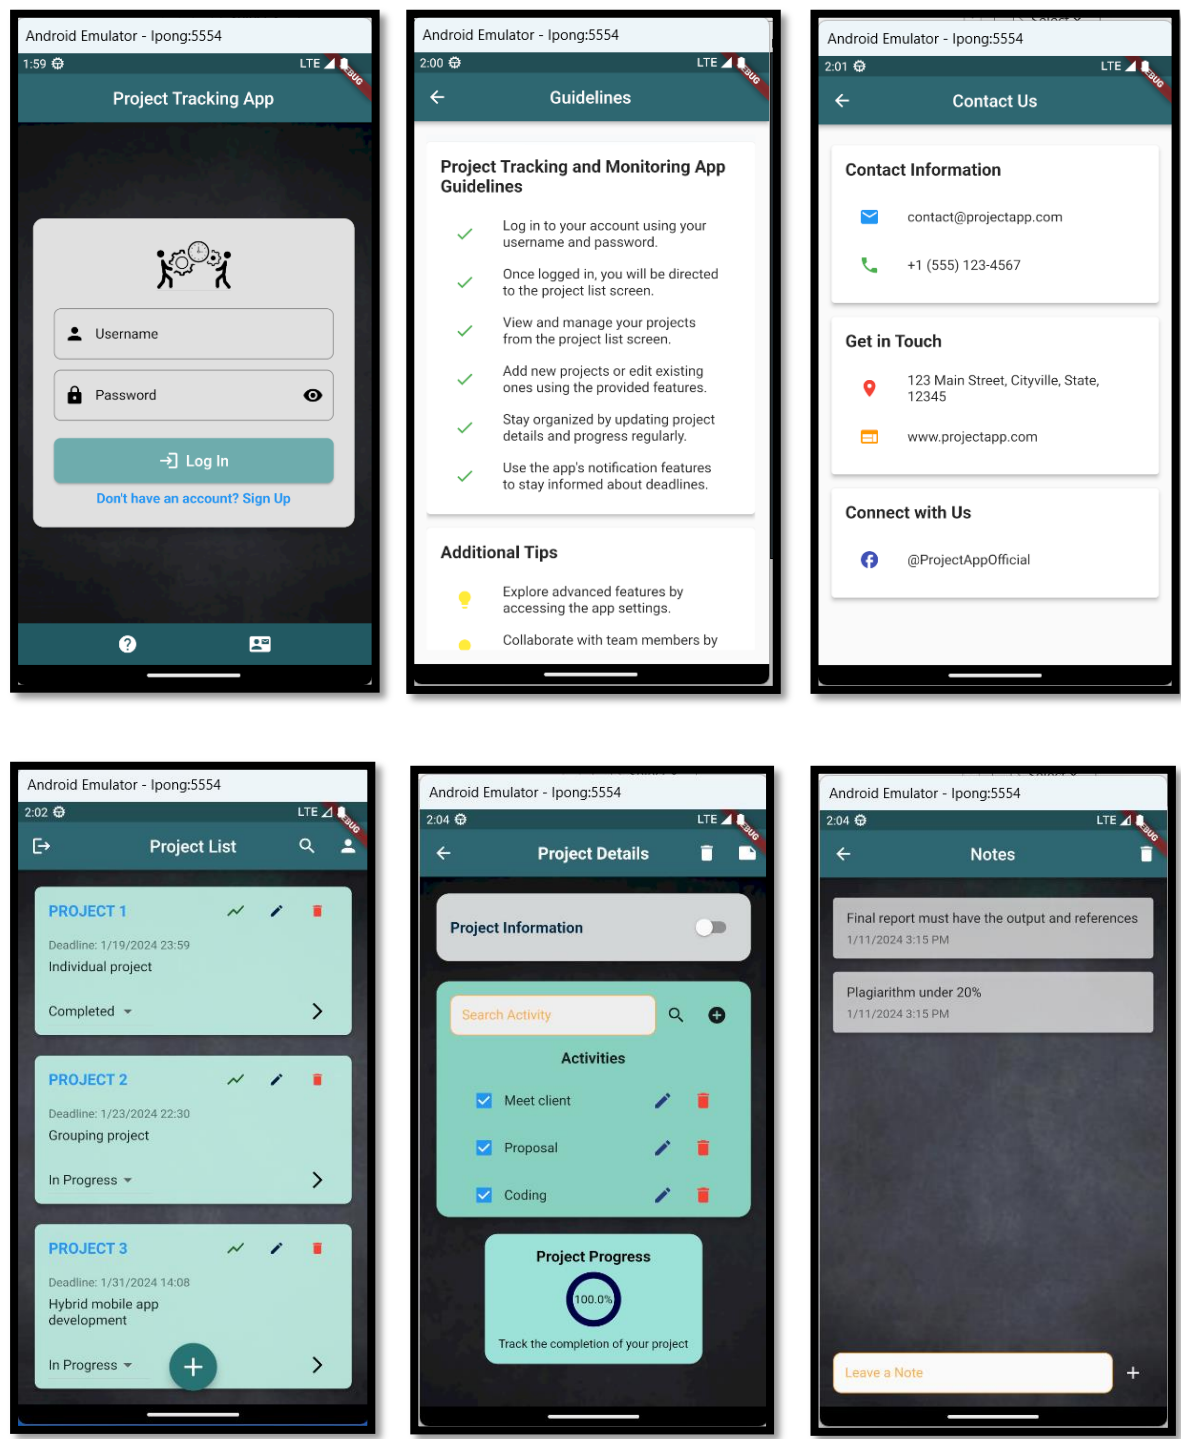 Android Emulator - Ipong:5554
1:59 LTE
DEBUG
Project Tracking App
Username
Password
Log In
Don't have an account? Sign Up
Android Emulator - Ipong:5554
2:00 LTE
DEBUG
Guidelines
Project Tracking and Monitoring App
Guidelines
Log in to your account using your
username and password.
Once logged in, you will be directed
to the project list screen.
View and manage your projects
from the project list screen.
Add new projects or edit existing
ones using the provided features.
Stay organized by updating project
details and progress regularly.
Use the app's notification features
to stay informed about deadlines.
Additional Tips
Explore advanced features by
accessing the app settings.
Collaborate with team members by
Android Emulator - Ipong:5554
2:01 LTE
DEBUG
Contact Us
Contact Information
contact@projectapp.com
+1 (555) 123-4567
Get in Touch
123 Main Street, Cityville, State,
12345
www.projectapp.com
Connect with Us
@ProjectAppOfficial
Android Emulator - Ipong:5554
2:02 LTE
DEBUG
Project List
PROJECT 1
Deadline: 1/19/2024 23:59
Individual project
Completed
PROJECT 2
Deadline: 1/23/2024 22:30
Grouping project
In Progress
PROJECT 3
Deadline: 1/31/2024 14:08
Hybrid mobile app
development
In Progress
Android Emulator - Ipong:5554
2:04 LTE
DEBUG
Project Details
Project Information
Search Activity
Activities
Meet client
Proposal
Coding
Project Progress
100.0%
Track the completion of your project
Android Emulator - Ipong:5554
2:04 LTE
DEBUG
Notes
Final report must have the output and references
1/11/2024 3:15 PM
Plagiarithm under 20%
1/11/2024 3:15 PM
Leave a Note